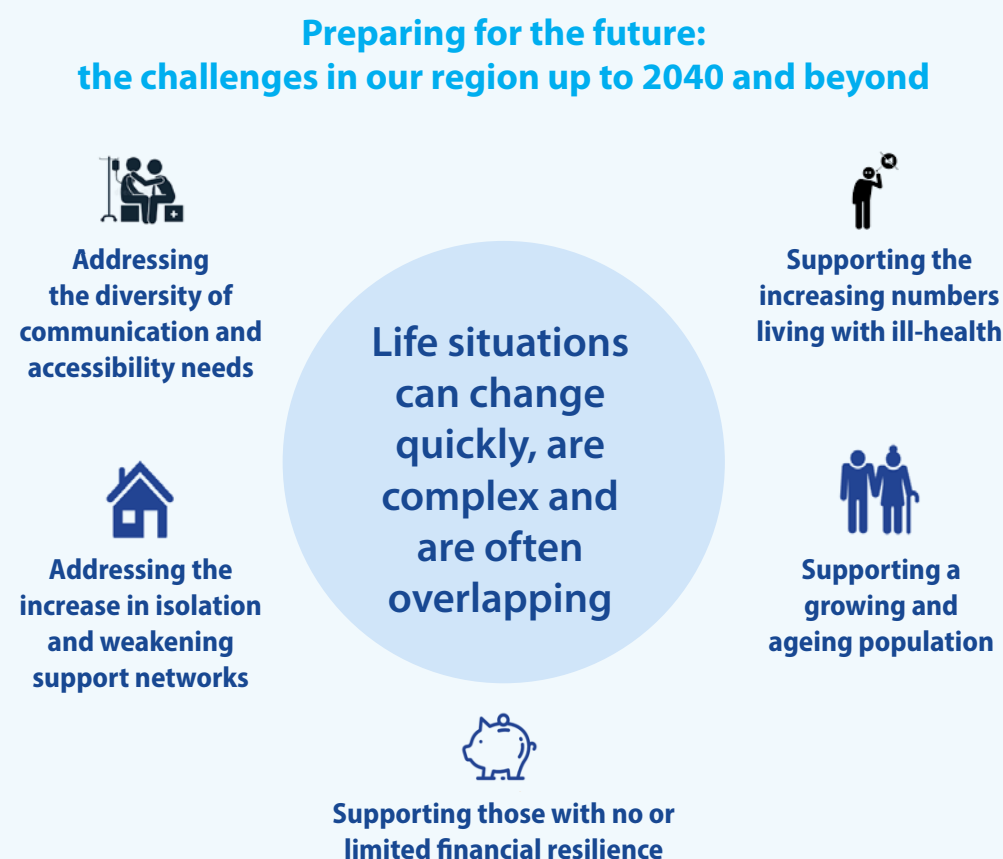 Preparing for the future:
the challenges in our region up to 2040 and beyond
Addressing
the diversity of
communication and
accessibility needs
Supporting the
increasing numbers
living with ill-health
Life situations
can change
quickly, are
complex and
are often
overlapping
Addressing the
increase in isolation
and weakening
support networks
Supporting a
growing and
ageing population
Supporting those with no or
limited financial resilience